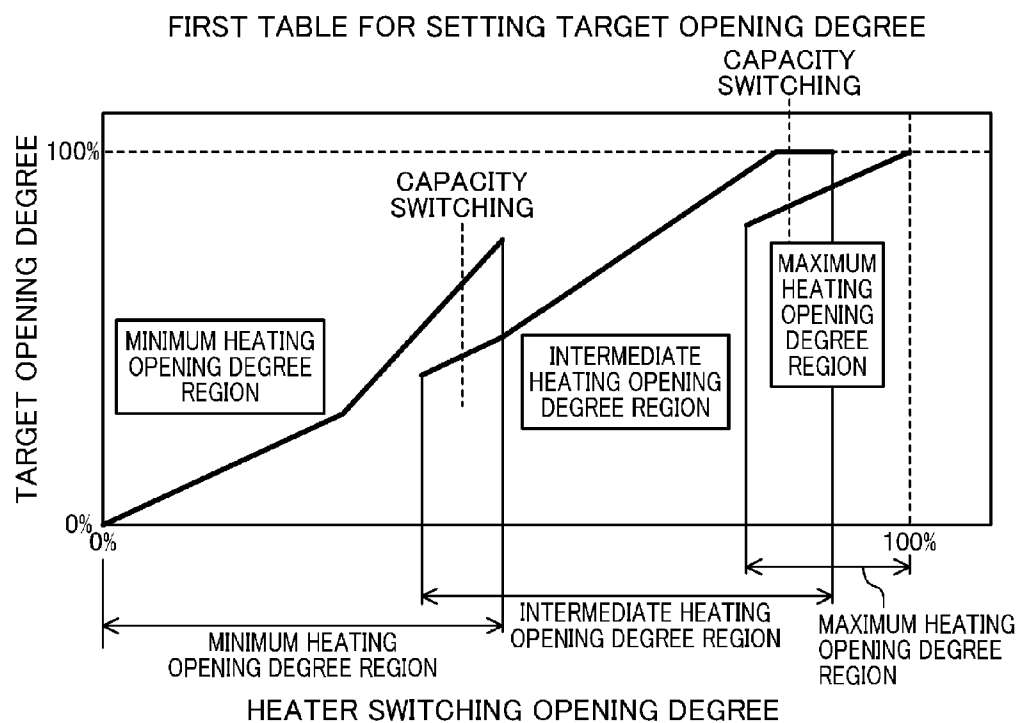 FIRST TABLE FOR SETTING TARGET OPENING DEGREE
CAPACITY
SWITCHING
TARGET OPENING DEGREE
100%
CAPACITY
SWITCHING
MINIMUM HEATING
OPENING DEGREE
REGION
INTERMEDIATE
HEATING OPENING
DEGREE REGION
MAXIMUM
HEATING
OPENING
DEGREE
REGION
0%
0%
100%
MINIMUM HEATING
OPENING DEGREE REGION
INTERMEDIATE HEATING
OPENING DEGREE REGION
MAXIMUM HEATING
OPENING DEGREE
REGION
HEATER SWITCHING OPENING DEGREE